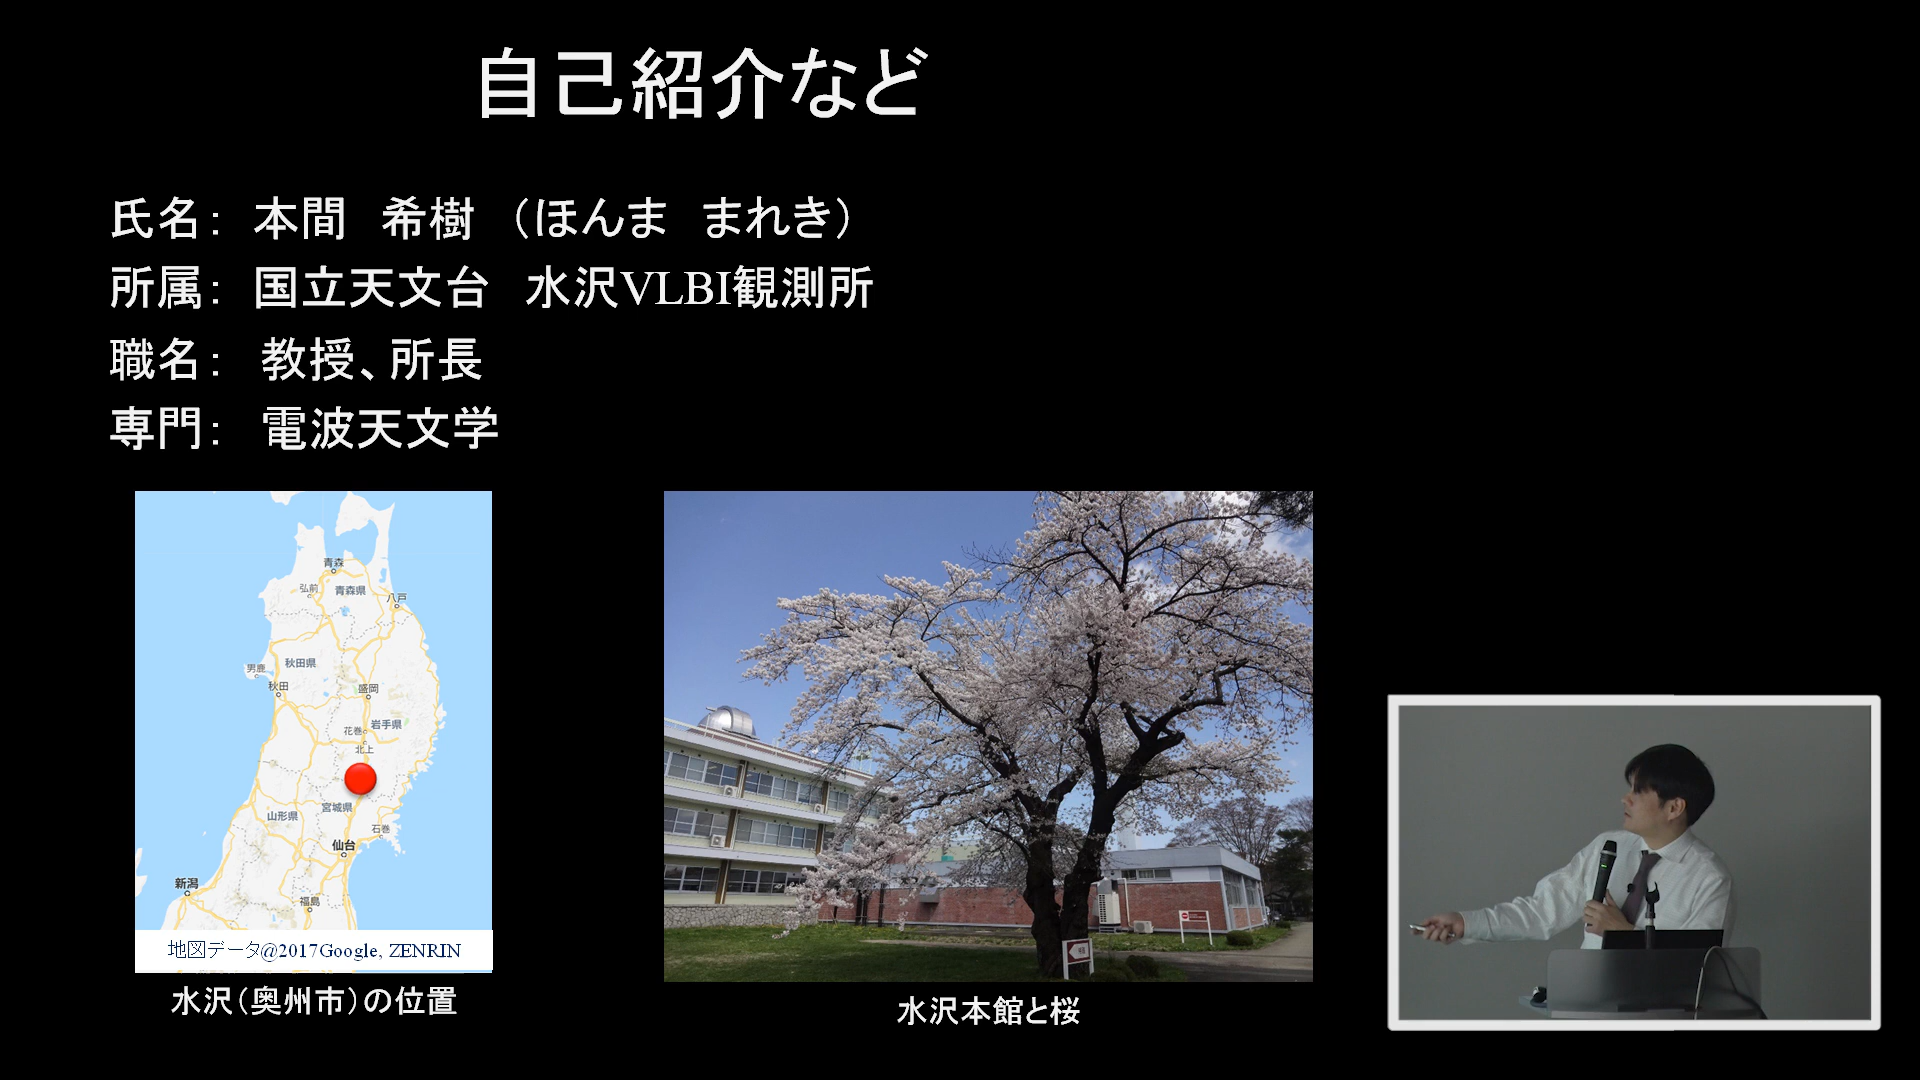 自己紹介など
氏名： 本間 希樹 （ほんま まれき）
所属： 国立天文台 水沢VLBI観測所
職名： 教授、所長
専門： 電波天文学
青森
弘前
青森県
八戸
男鹿
秋田県
秋田
盛岡
岩手県
花巻
北上
宮城県
山形県
石巻
仙台
新潟
福島
地図データ@2017Google, ZENRIN
水沢（奥州市）の位置
水沢本館と桜